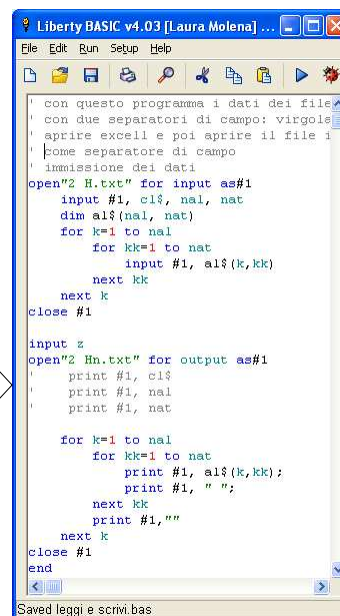 Liberty BASIC v4.03 [Laura Molena] ...
File Edit Run Setup Help
' con questo programma i dati dei file
' con due separatori di campo: virgola
' aprire excell e poi aprire il file i
' come separatore di campo
' immissione dei dati
open"2 H.txt" for input as#1
input #1, cl$, nal, nat
dim al$(nal, nat)
for k=1 to nal
for kk=1 to nat
input #1, al$(k,kk)
next kk
next k
close #1
input z
open"2 Hn.txt" for output as#1
' print #1, cl$
' print #1, nal
' print #1, nat
for k=1 to nal
for kk=1 to nat
print #1, al$(k,kk);
print #1, " ";
next kk
print #1,""
next k
close #1
end
Saved leggi e scrivi.bas